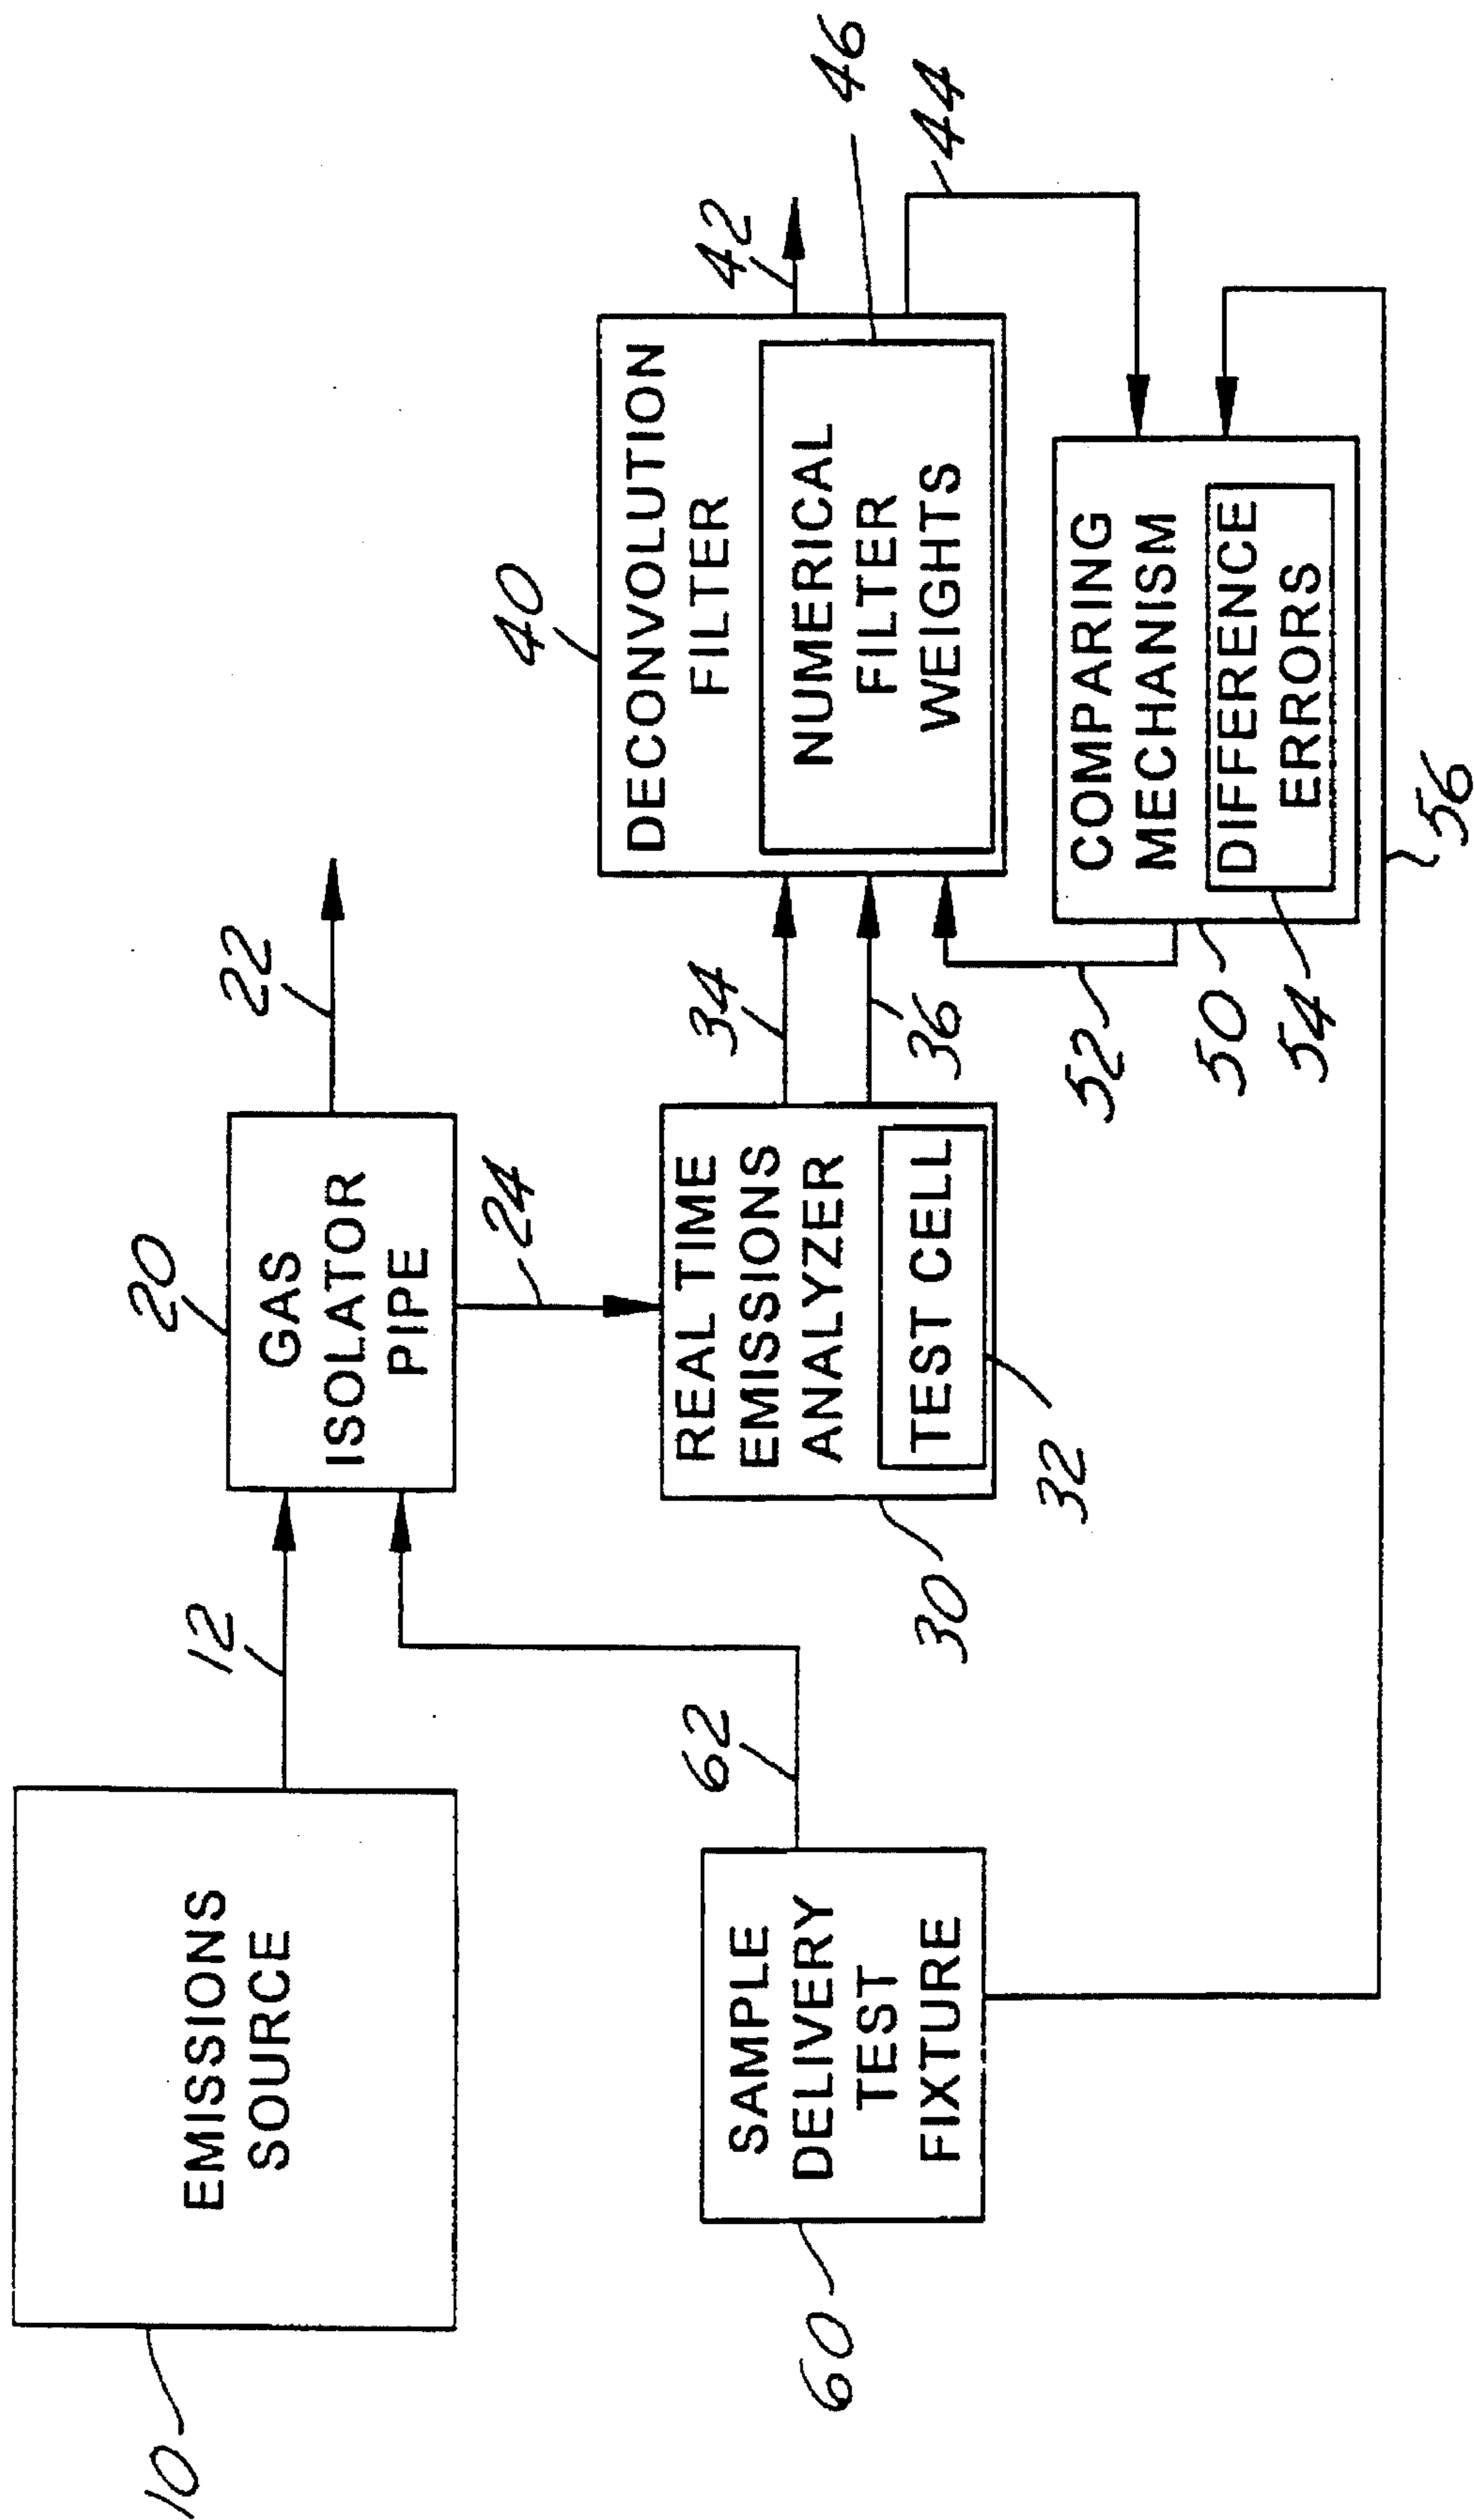 10
EMISSIONS
SOURCE
12
20
GAS
ISOLATOR
PIPE
22
24
60
SAMPLE
DELIVERY
TEST
FIXTURE
62
30
REAL TIME
EMISSIONS
ANALYZER
TEST CELL
32
34
36
40
DECONVOLUTION
FILTER
NUMERICAL
FILTER
WEIGHTS
42
46
44
52
50
54
COMPARING
MECHANISM
DIFFERENCE
ERRORS
56